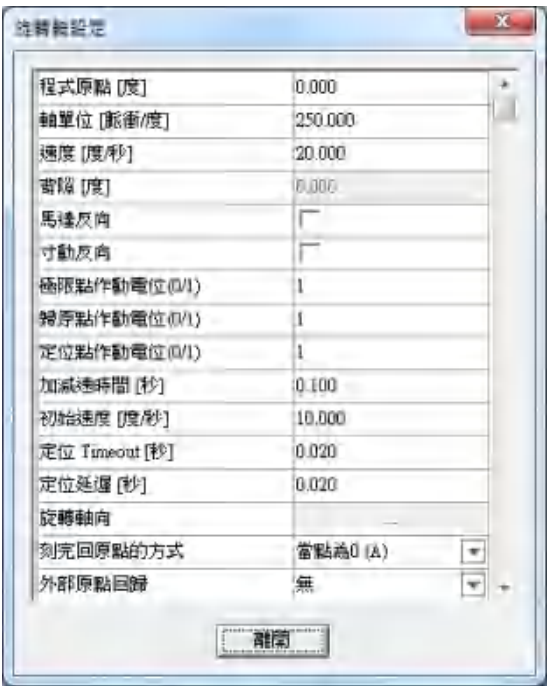 旋轉軸設定
程式原點 [度] 0.000
軸單位 [脈衝/度] 250.000
速度 [度/秒] 20.000
背隙 [度] 0.000
馬達反向
寸動反向
極限點作動電位(0/1) 1
歸原點作動電位(0/1) 1
定位點作動電位(0/1) 1
加減速時間 [秒] 0.100
初始速度 [度/秒] 10.000
定位 Timeout [秒] 0.020
定位延遲 [秒] 0.020
旋轉軸向 ...
刻完回原點的方式 當點為0 (A)
外部原點回歸 無
離開